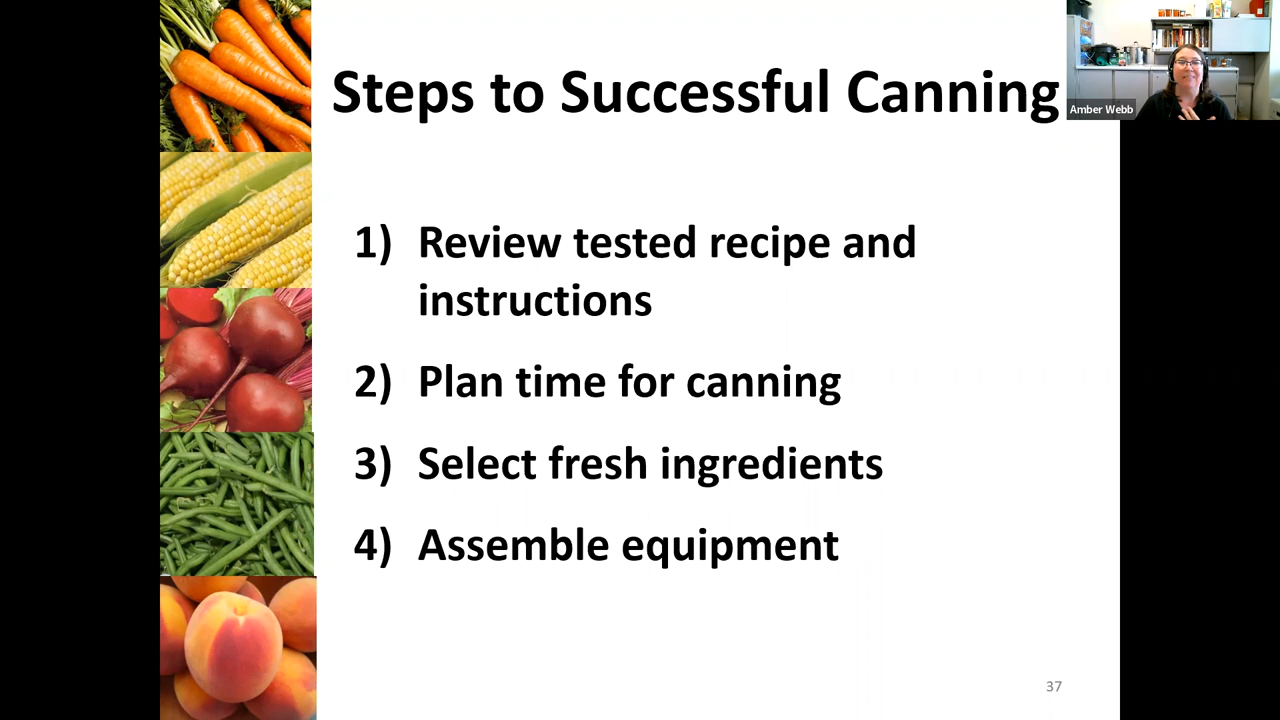 Steps to Successful Canning
Amber Webb
1) Review tested recipe and
instructions
2) Plan time for canning
3) Select fresh ingredients
4) Assemble equipment
37